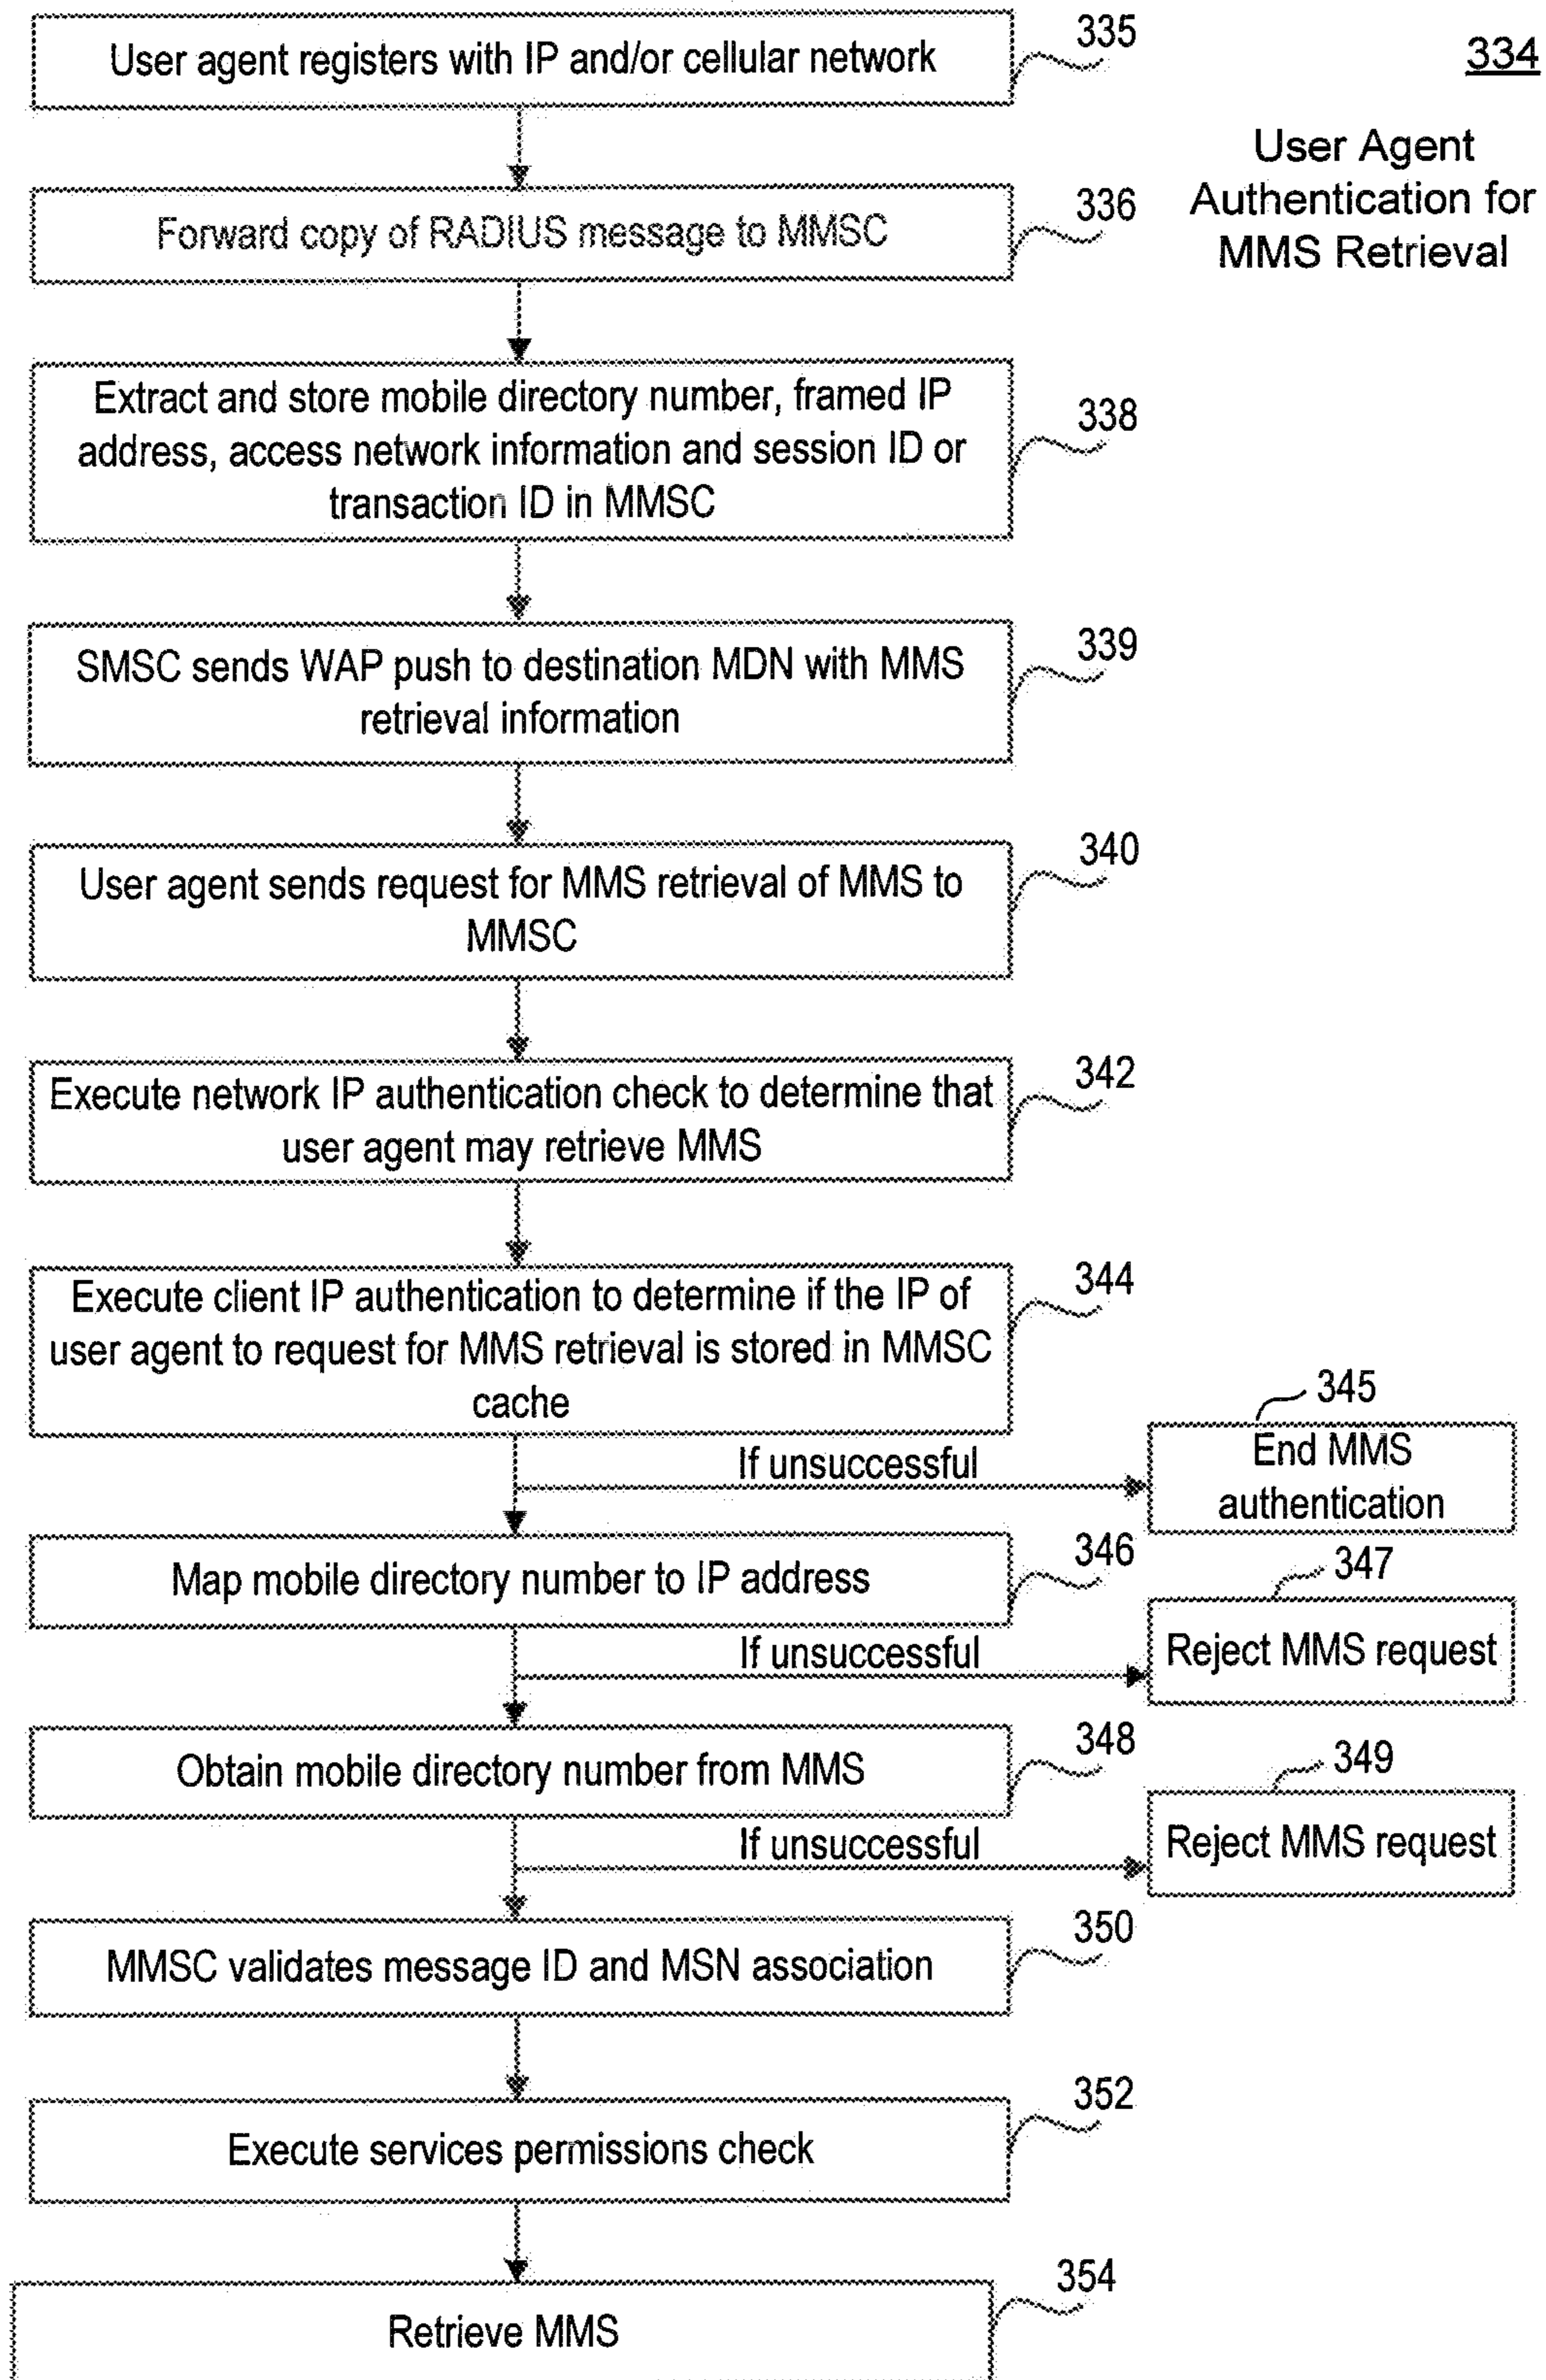 334
User Agent
Authentication for
MMS Retrieval
User agent registers with IP and/or cellular network
335
Forward copy of RADIUS message to MMSC
336
Extract and store mobile directory number, framed IP
address, access network information and session ID or
transaction ID in MMSC
338
SMSC sends WAP push to destination MDN with MMS
retrieval information
339
User agent sends request for MMS retrieval of MMS to
MMSC
340
Execute network IP authentication check to determine that
user agent may retrieve MMS
342
Execute client IP authentication to determine if the IP of
user agent to request for MMS retrieval is stored in MMSC
cache
344
If unsuccessful
345
End MMS
authentication
Map mobile directory number to IP address
346
If unsuccessful
347
Reject MMS request
Obtain mobile directory number from MMS
348
If unsuccessful
349
Reject MMS request
MMSC validates message ID and MSN association
350
Execute services permissions check
352
Retrieve MMS
354